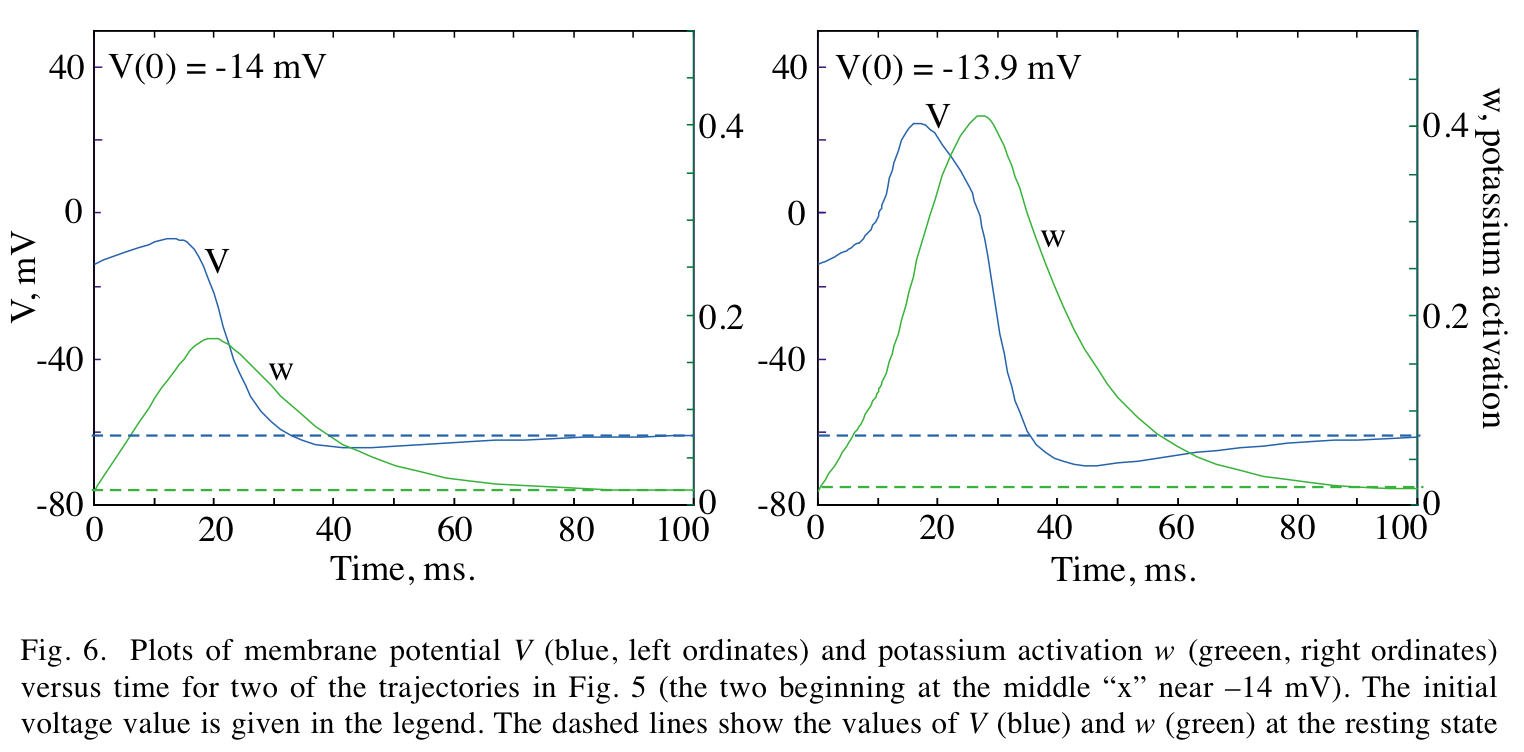 V(0) = -14 mV
V(0) = -13.9 mV
40
0
-40
-80
V, mV
V
w
0.4
0.2
0
0 20 40 60 80 100
Time, ms.
40
0
-40
-80
V
w
0.4
0.2
0
w, potassium activation
0 20 40 60 80 100
Time, ms.
Fig. 6. Plots of membrane potential V (blue, left ordinates) and potassium activation w (greeen, right ordinates)
versus time for two of the trajectories in Fig. 5 (the two beginning at the middle “x” near –14 mV). The initial
voltage value is given in the legend. The dashed lines show the values of V (blue) and w (green) at the resting state